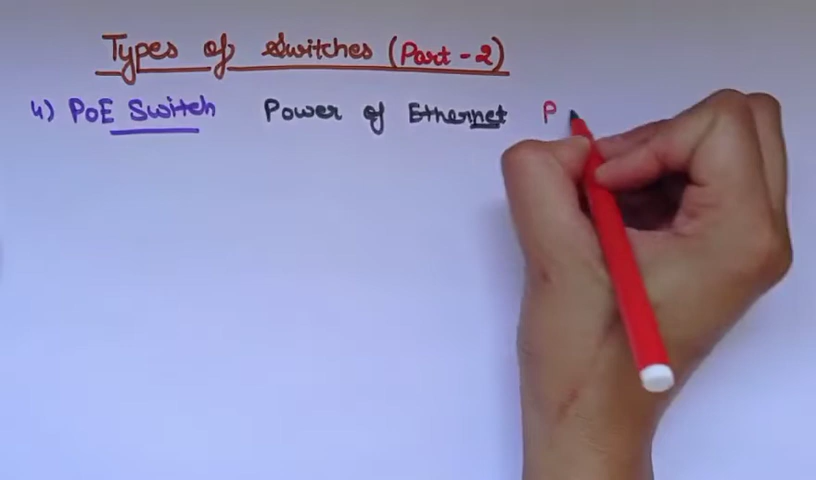 Types of Switches (Part - 2)
4) PoE Switch Power of Ethernet P